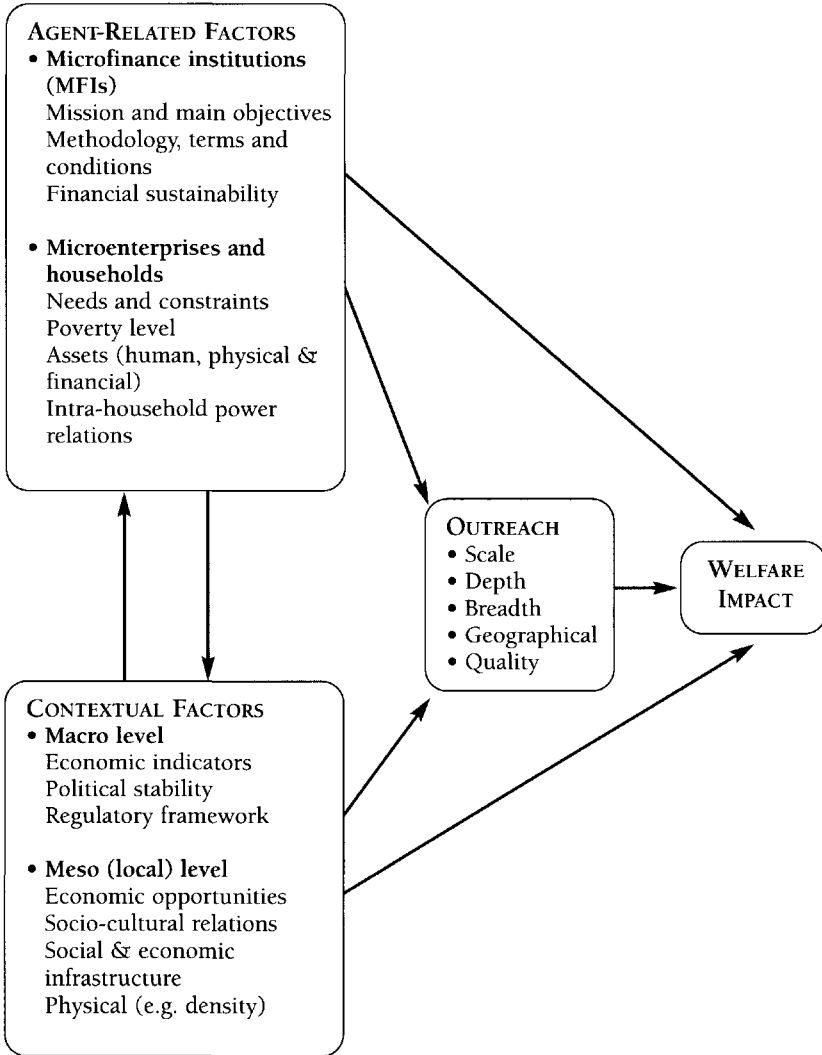 AGENT-RELATED FACTORS
• Microfinance institutions
(MFIs)
Mission and main objectives
Methodology, terms and
conditions
Financial sustainability
• Microenterprises and
households
Needs and constraints
Poverty level
Assets (human, physical &
financial)
Intra-household power
relations
OUTREACH
• Scale
• Depth
• Breadth
• Geographical
• Quality
WELFARE
IMPACT
CONTEXTUAL FACTORS
• Macro level
Economic indicators
Political stability
Regulatory framework
• Meso (local) level
Economic opportunities
Socio-cultural relations
Social & economic
infrastructure
Physical (e.g. density)